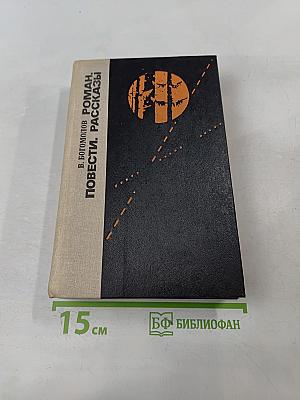 В. БОГОМОЛОВ РОМАН.
ПОВЕСТИ. РАССКАЗЫ
15 см
БФ БИБЛИОФАН